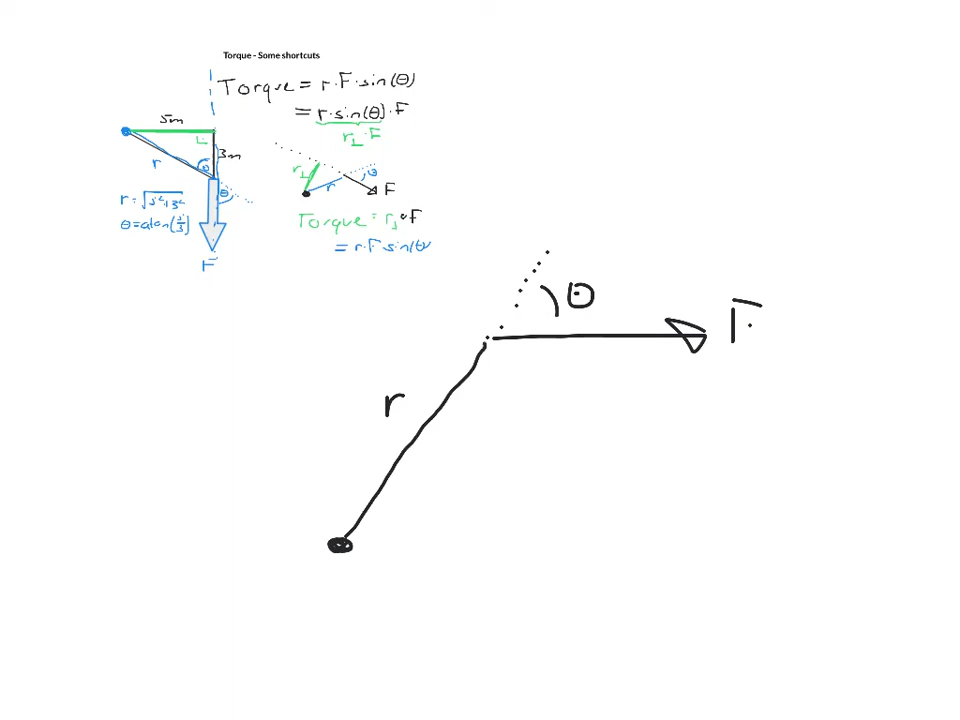 Torque - Some shortcuts
Torque = r · F · sin(θ)
= r · sin(θ) · F
r⊥ · F
5m
3m
r
θ
θ
r = √5²+3²
θ = atan(5/3)
F
r⊥
r
θ
F
Torque = r⊥ · F
= r · F sin(θ)
θ
F
r